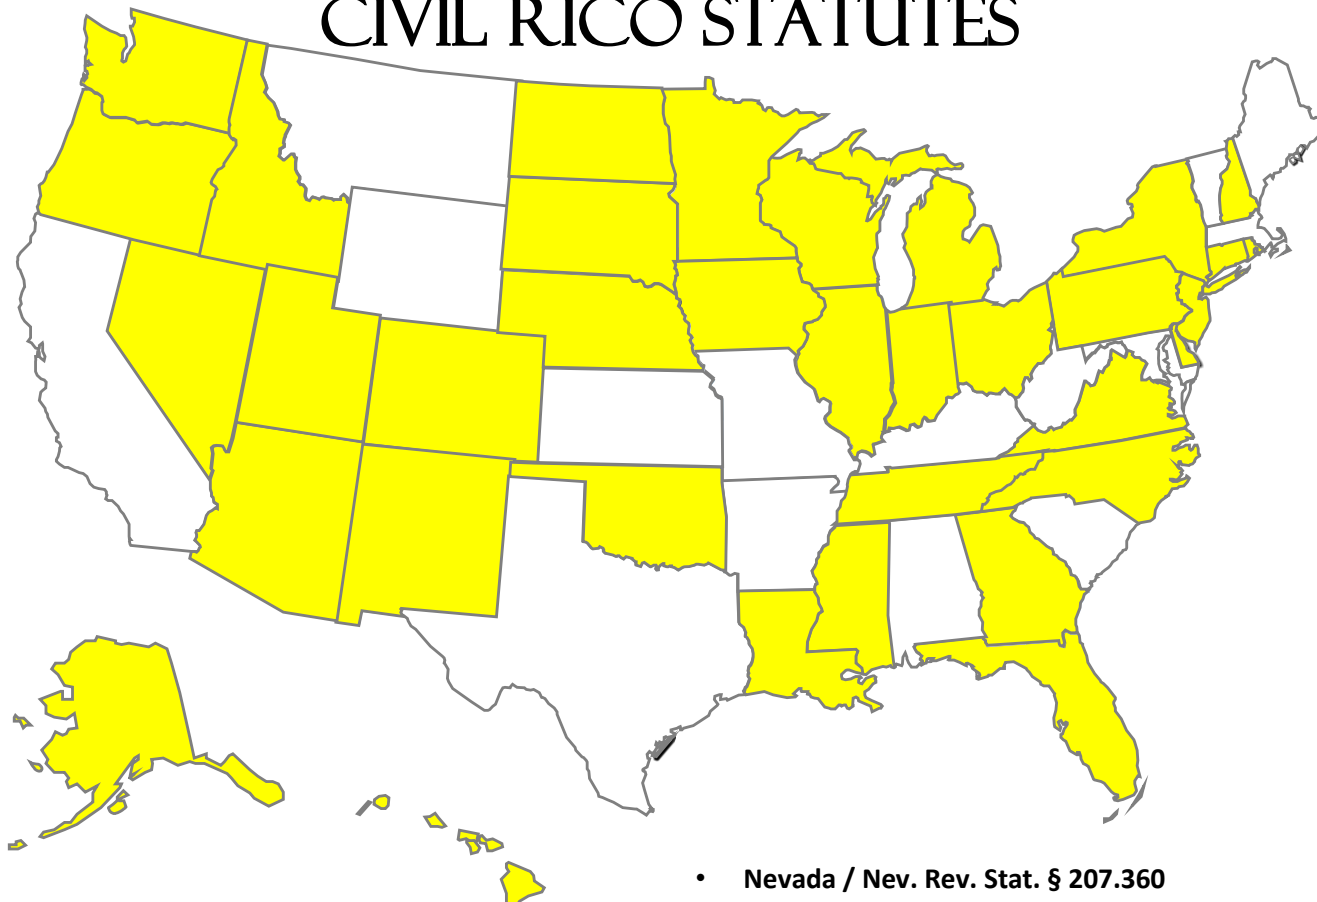 CIVIL RICO STATUTES
• Nevada / Nev. Rev. Stat. § 207.360